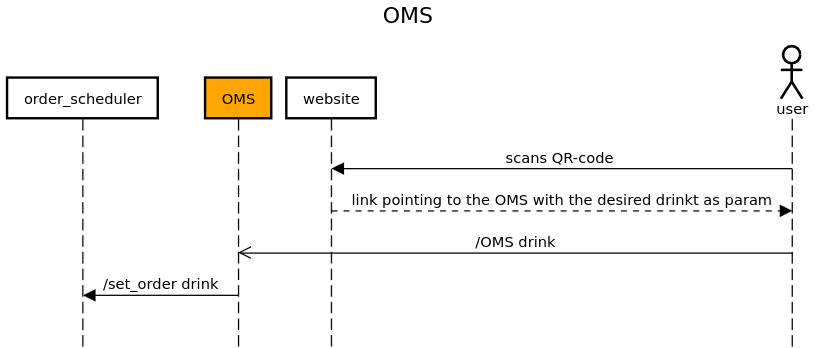 OMS
order_scheduler
OMS
website
user
scans QR-code
link pointing to the OMS with the desired drinkt as param
/OMS drink
/set_order drink